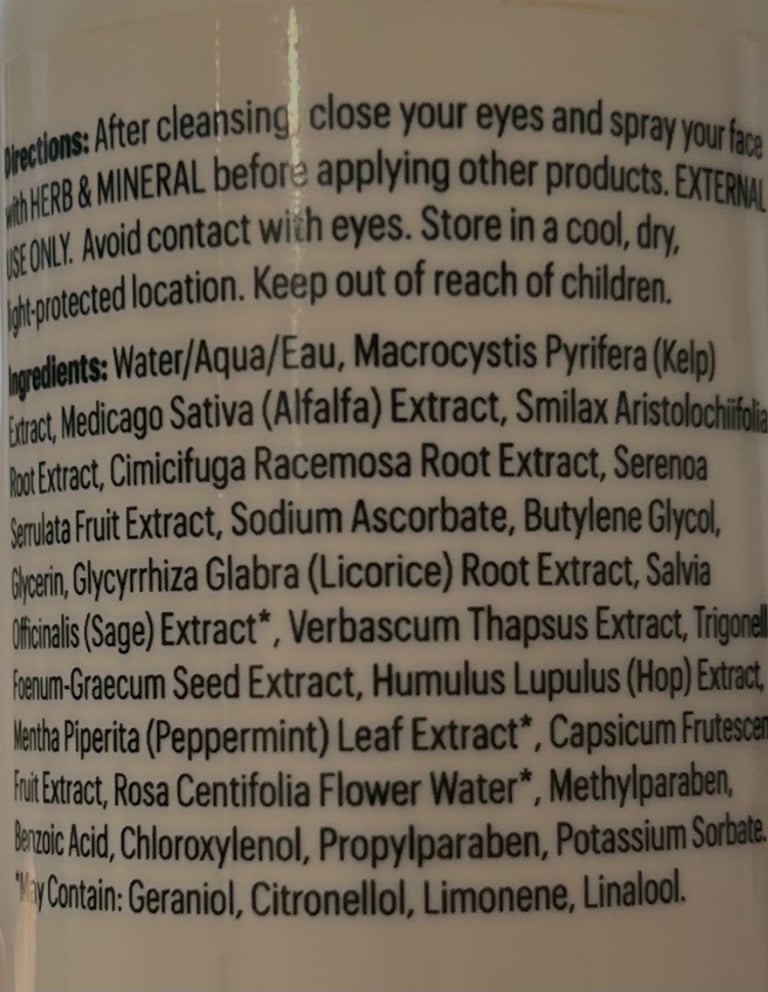 Directions: After cleansing, close your eyes and spray your face
with HERB & MINERAL before applying other products. EXTERNAL
USE ONLY. Avoid contact with eyes. Store in a cool, dry,
light-protected location. Keep out of reach of children.
Ingredients: Water/Aqua/Eau, Macrocystis Pyrifera (Kelp)
Extract, Medicago Sativa (Alfalfa) Extract, Smilax Aristolochiifolia
Root Extract, Cimicifuga Racemosa Root Extract, Serenoa
Serrulata Fruit Extract, Sodium Ascorbate, Butylene Glycol,
Glycerin, Glycyrrhiza Glabra (Licorice) Root Extract, Salvia
Officinalis (Sage) Extract*, Verbascum Thapsus Extract, Trigonell
Foenum-Graecum Seed Extract, Humulus Lupulus (Hop) Extract,
Mentha Piperita (Peppermint) Leaf Extract*, Capsicum Frutescen
Fruit Extract, Rosa Centifolia Flower Water*, Methylparaben,
Benzoic Acid, Chloroxylenol, Propylparaben, Potassium Sorbate.
*May Contain: Geraniol, Citronellol, Limonene, Linalool.